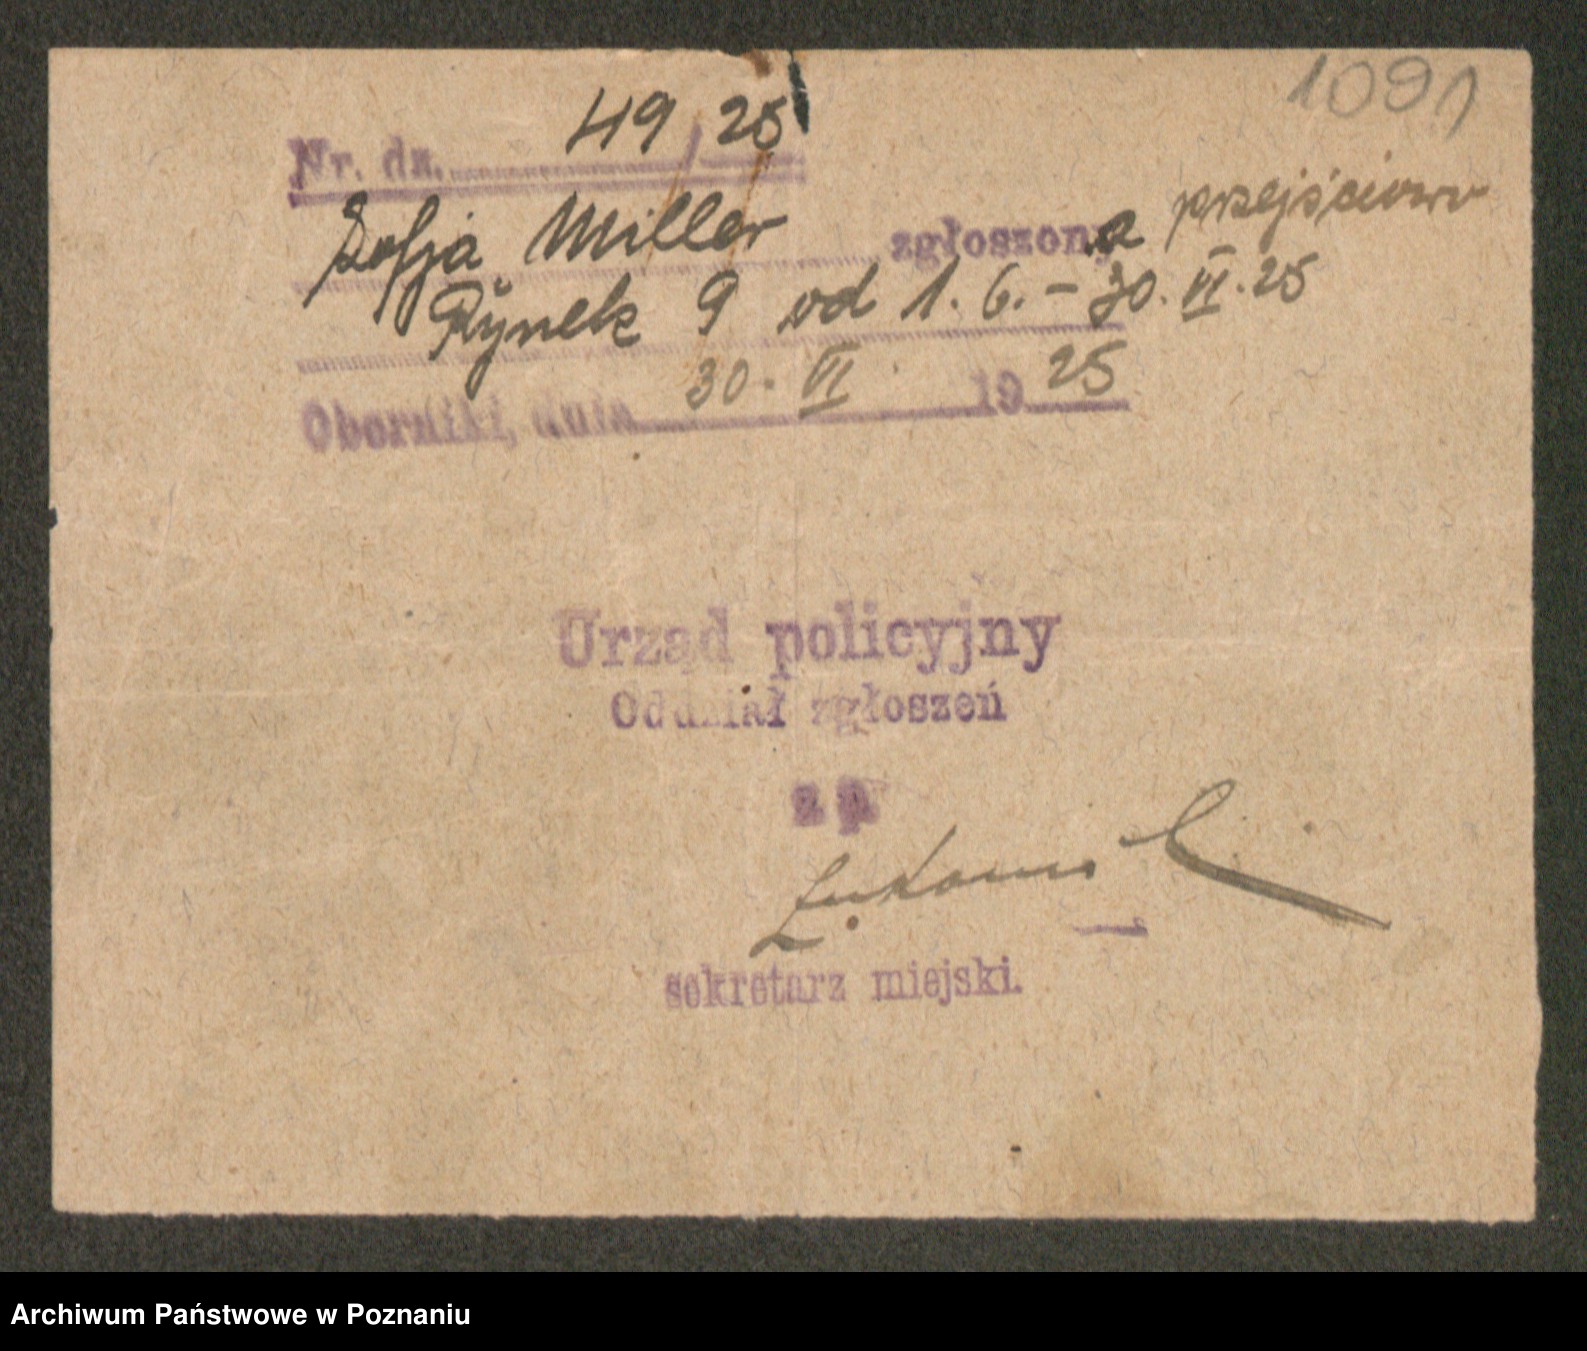 1091
Nr. dz. 49/25
Zofja Miller zgłoszona przejściowo
Rynek 9 od 1. 6. – 30. VI. 25
Oborniki, dnia 30. VI 1925
Urząd policyjny
Oddział zgłoszeń
z p
sekretarz miejski.
Archiwum Państwowe w Poznaniu